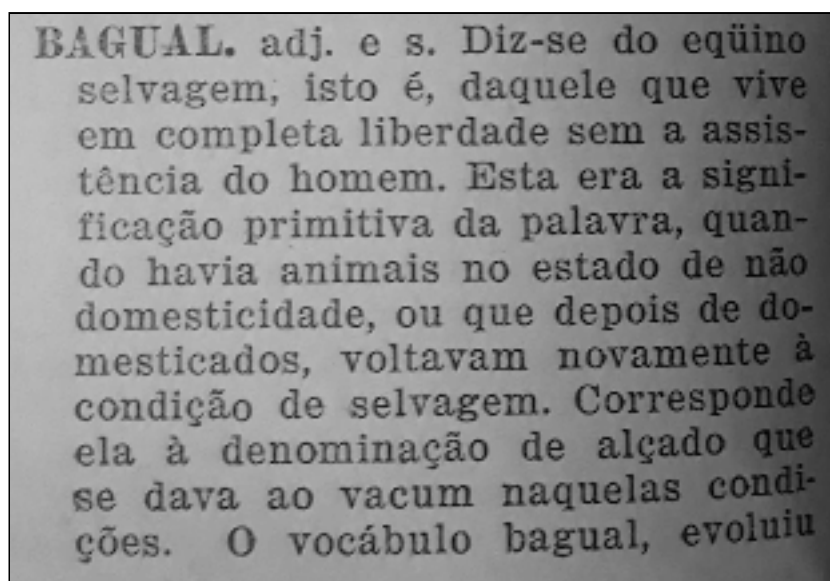 BAGUAL. adj. e s. Diz-se do eqüino
selvagem, isto é, daquele que vive
em completa liberdade sem a assis-
tência do homem. Esta era a signi-
ficação primitiva da palavra, quan-
do havia animais no estado de não
domesticidade, ou que depois de do-
mesticados, voltavam novamente à
condição de selvagem. Corresponde
ela à denominação de alçado que
se dava ao vacum naquelas condi-
ções. O vocábulo bagual, evoluiu